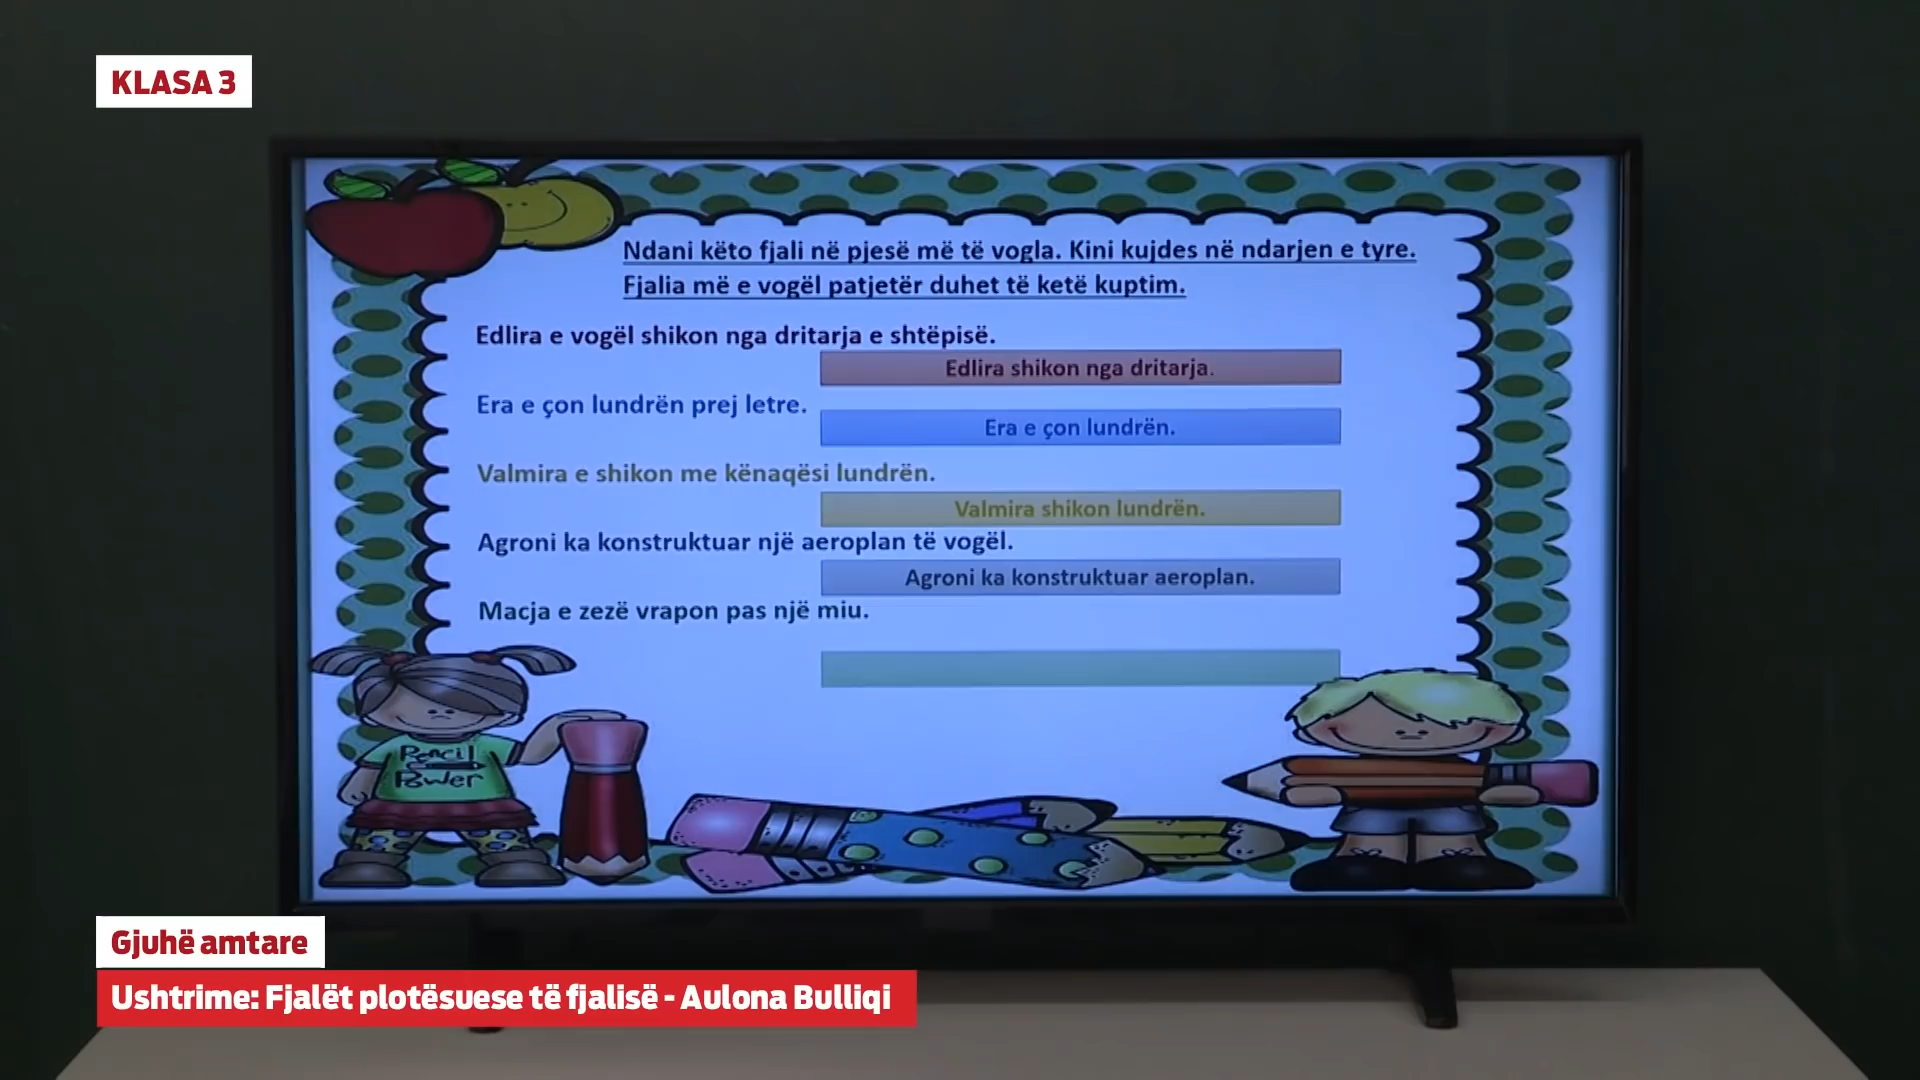 KLASA 3
Ndani këto fjali në pjesë më të vogla. Kini kujdes në ndarjen e tyre.
Fjalia më e vogël patjetër duhet të ketë kuptim.
Edlira e vogël shikon nga dritarja e shtëpisë.
Edlira shikon nga dritarja.
Era e çon lundrën prej letre.
Era e çon lundrën.
Valmira e shikon me kënaqësi lundrën.
Valmira shikon lundrën.
Agroni ka konstruktuar një aeroplan të vogël.
Agroni ka konstruktuar aeroplan.
Macja e zezë vrapon pas një miu.
Pencil
Power
Gjuhë amtare
Ushtrime: Fjalët plotësuese të fjalisë - Aulona Bulliqi